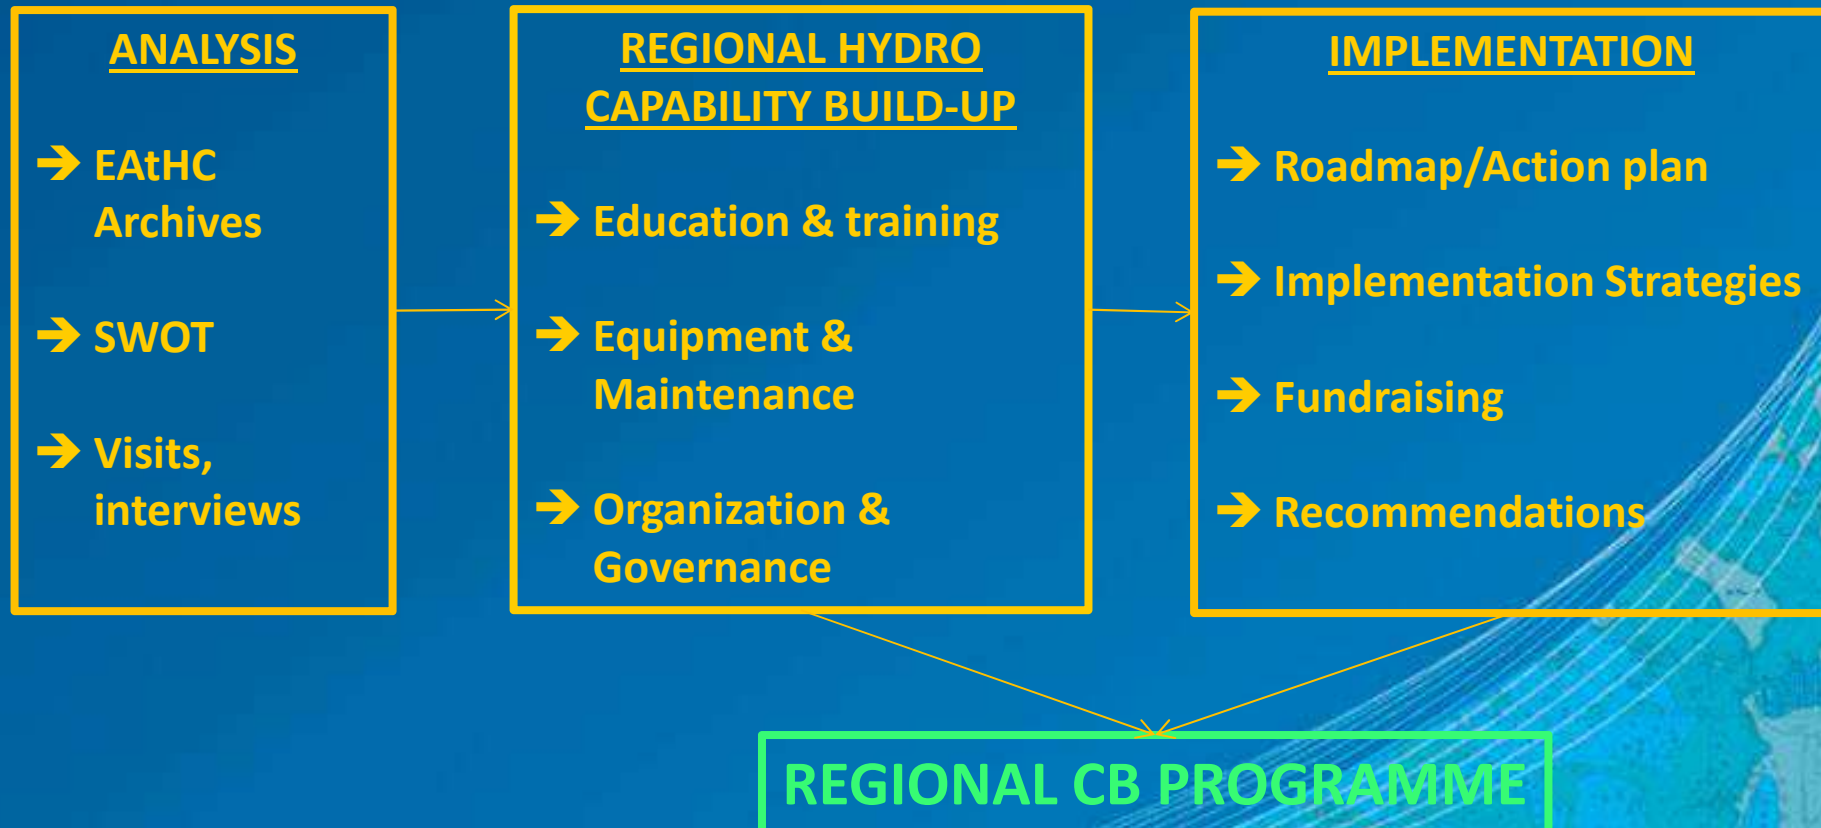 ANALYSIS
➔ EAtHC
Archives
➔ SWOT
➔ Visits,
interviews
REGIONAL HYDRO
CAPABILITY BUILD-UP
➔ Education & training
➔ Equipment &
Maintenance
➔ Organization &
Governance
IMPLEMENTATION
➔ Roadmap/Action plan
➔ Implementation Strategies
➔ Fundraising
➔ Recommendations
REGIONAL CB PROGRAMME